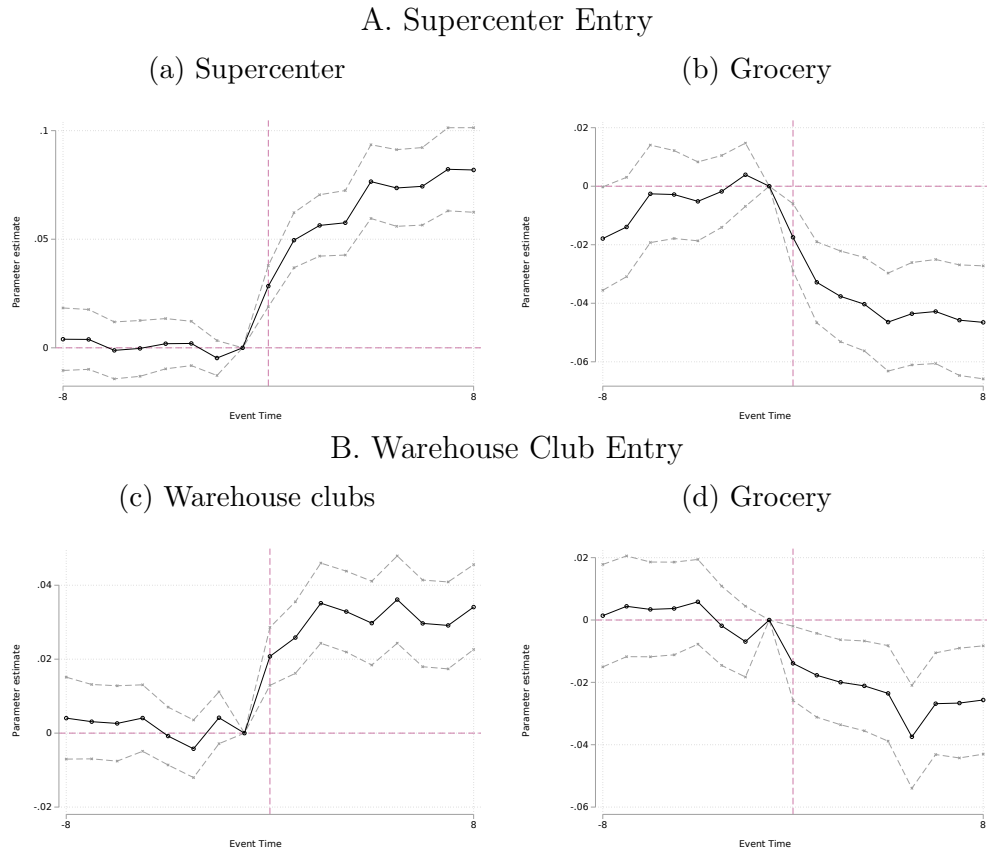 A. Supercenter Entry
(a) Supercenter
.1
.05
0
Parameter estimate
-8
8
Event Time
(b) Grocery
.02
0
-.02
-.04
-.06
Parameter estimate
-8
8
Event Time
B. Warehouse Club Entry
(c) Warehouse clubs
.04
.02
0
-.02
Parameter estimate
-8
8
Event Time
(d) Grocery
.02
0
-.02
-.04
-.06
Parameter estimate
-8
8
Event Time